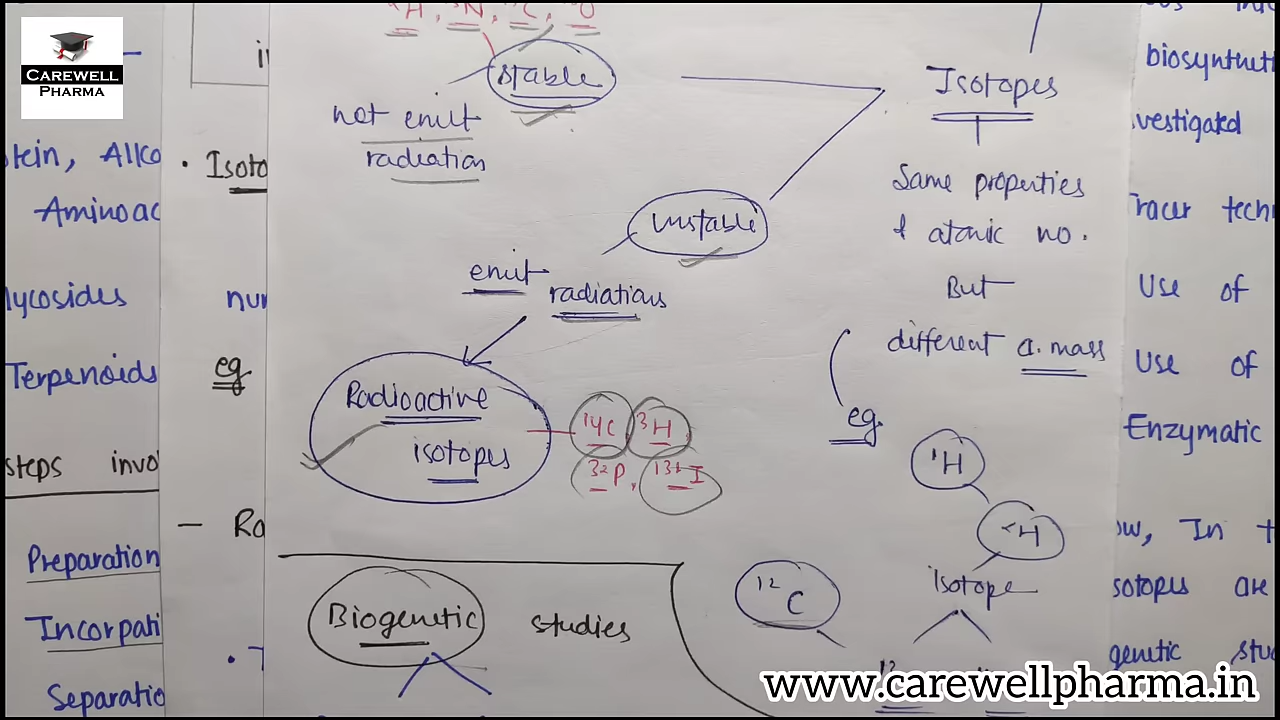 CAREWELL
PHARMA
H, N, C, O
stable
not emit
radiation
Unstable
emit
radiations
Radioactive
isotopes
14C 3H
32P, 131I
Biogenetic studies
Isotopes
Same properties
& atomic no.
But
different a. mass
eg
1H
2H
isotope
12C
Alk
Aminoac
lycosides
Terpenoids
steps invo
Preparation
Incorpati
Separatio
• Isoto
nu
eg
— Ra
biosynthet
vestigated
Tracer tech
Use of
Use of
Enzymatic
ow, In t
sotopes are
genetic stu
www.carewellpharma.in